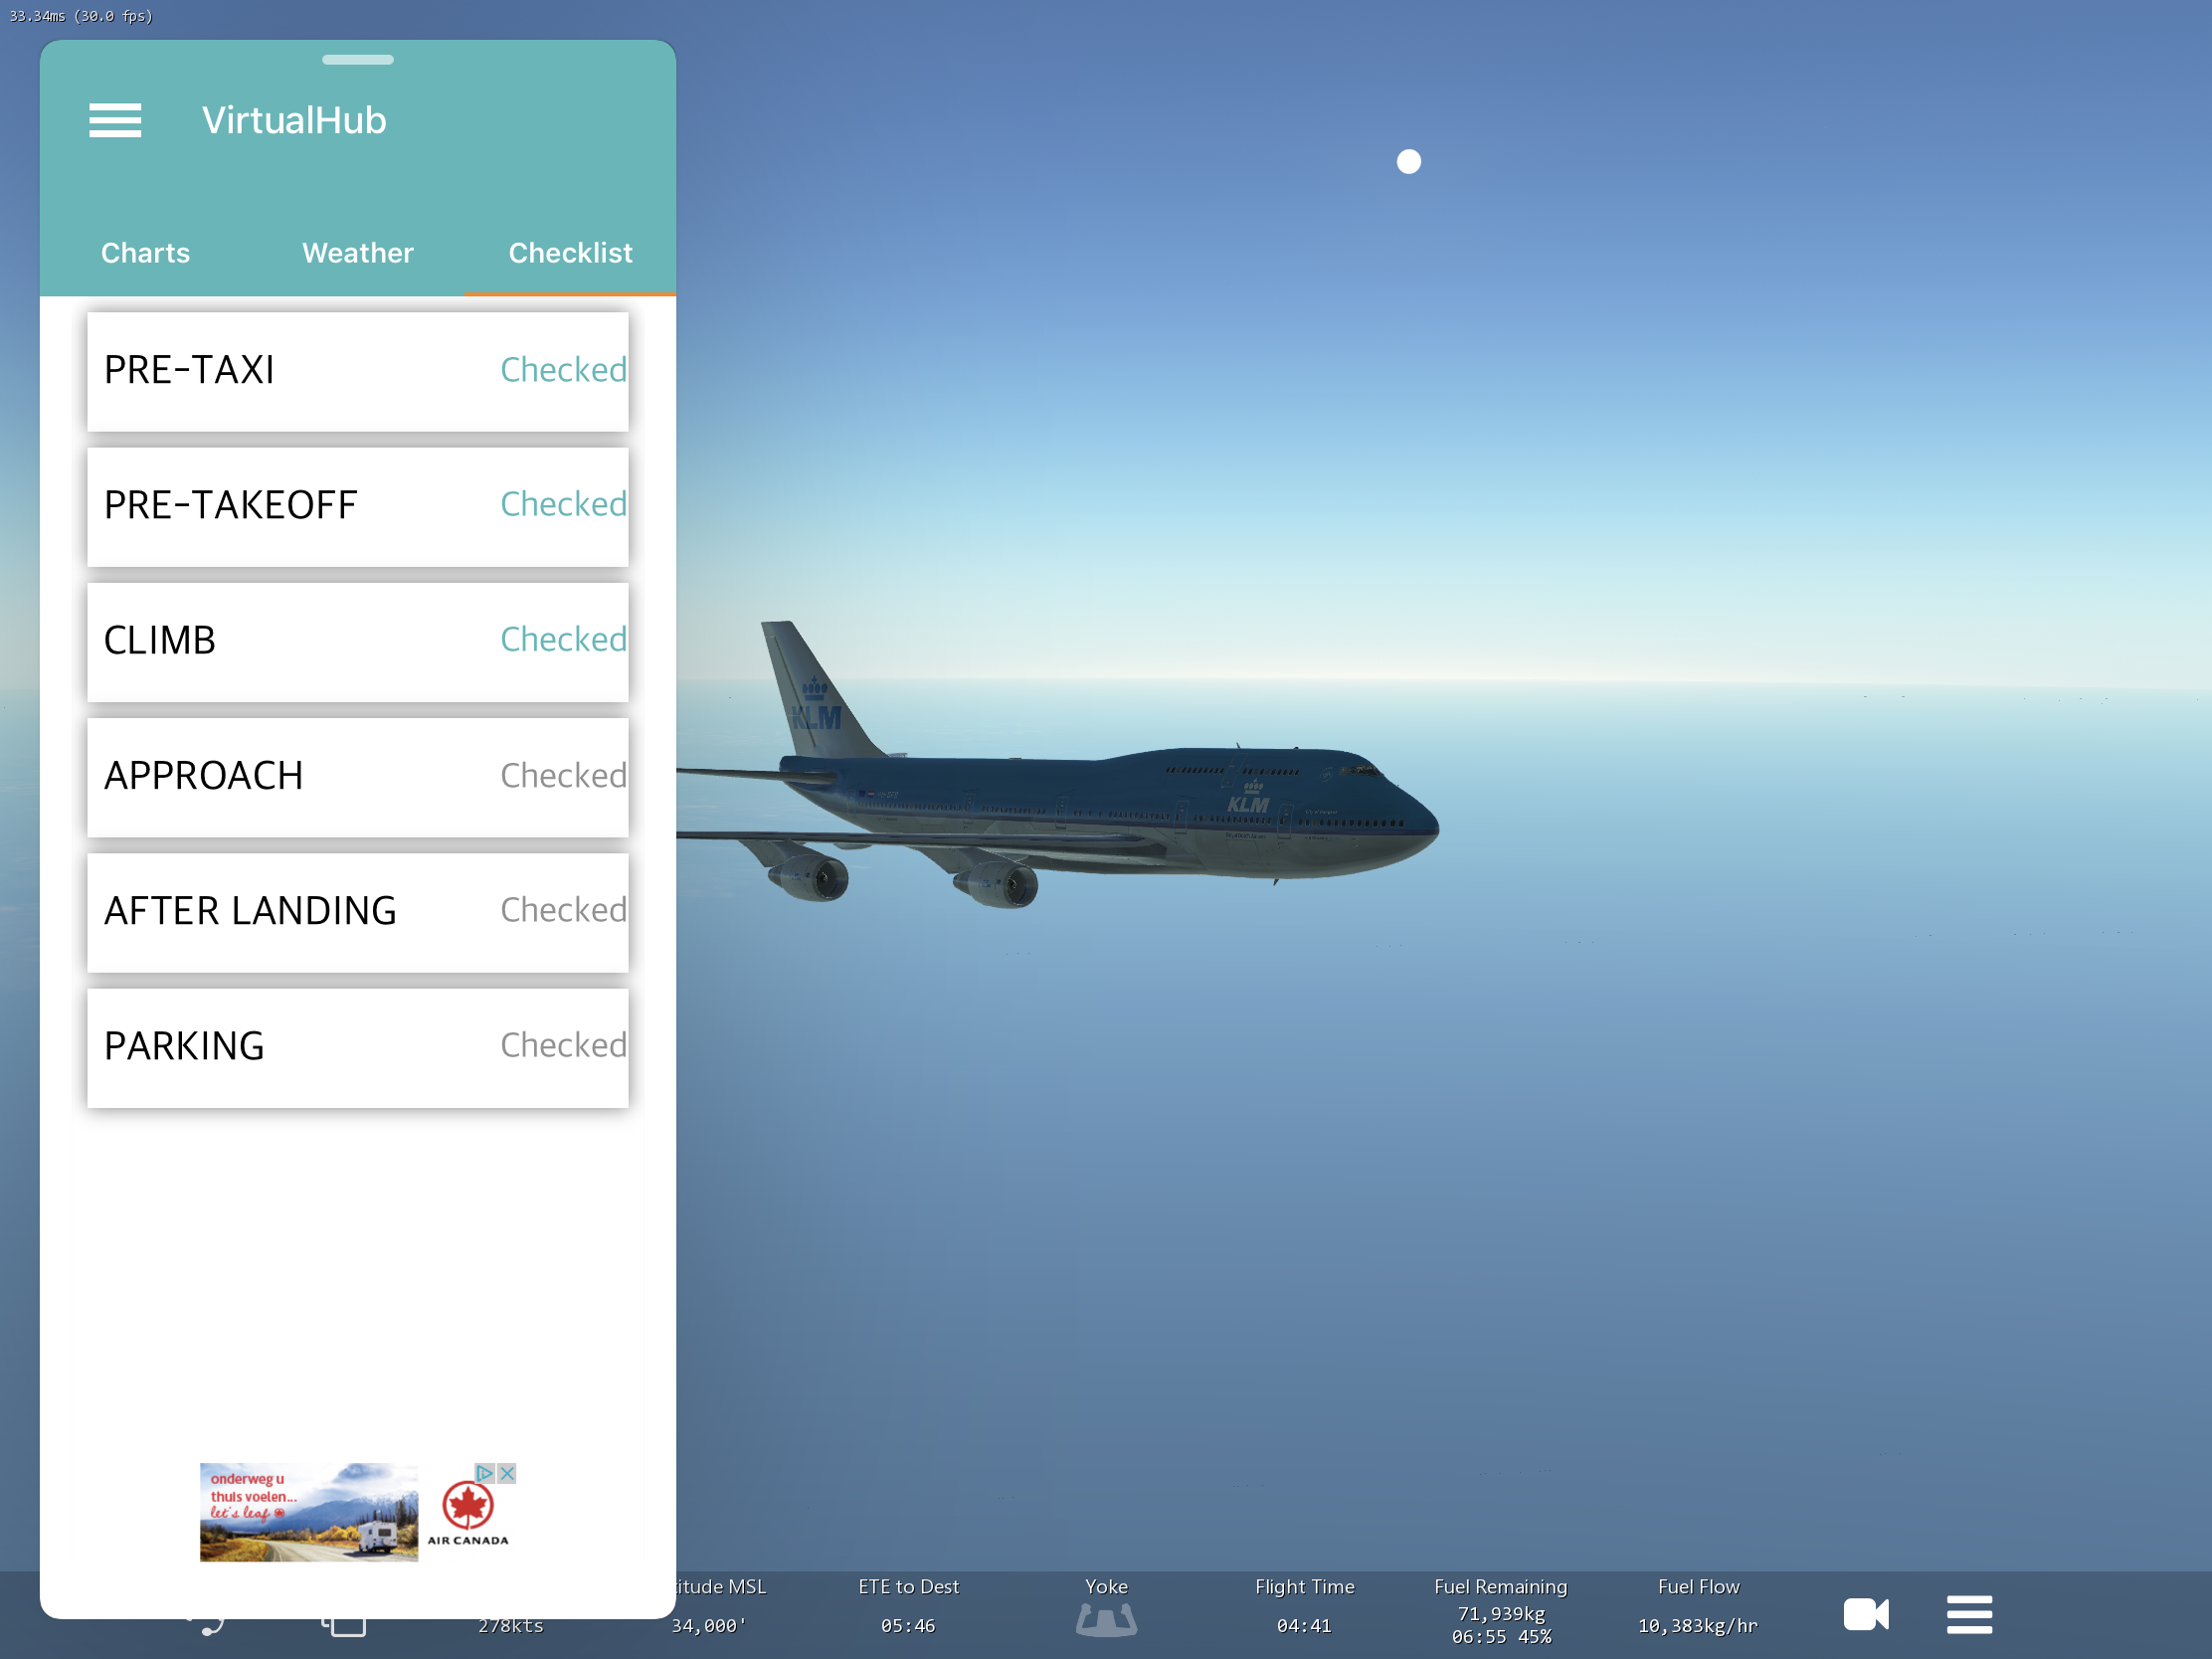 33.34ms (30.0 fps)
VirtualHub
Charts Weather Checklist
PRE-TAXI Checked
PRE-TAKEOFF Checked
CLIMB Checked
APPROACH Checked
AFTER LANDING Checked
PARKING Checked
KLM
KLM
onderweg u
thuis voelen...
let's leaf
AIR CANADA
itude MSL ETE to Dest Yoke Flight Time Fuel Remaining Fuel Flow
278kts 34,000' 05:46 04:41 71,939kg 10,383kg/hr
06:55 45%